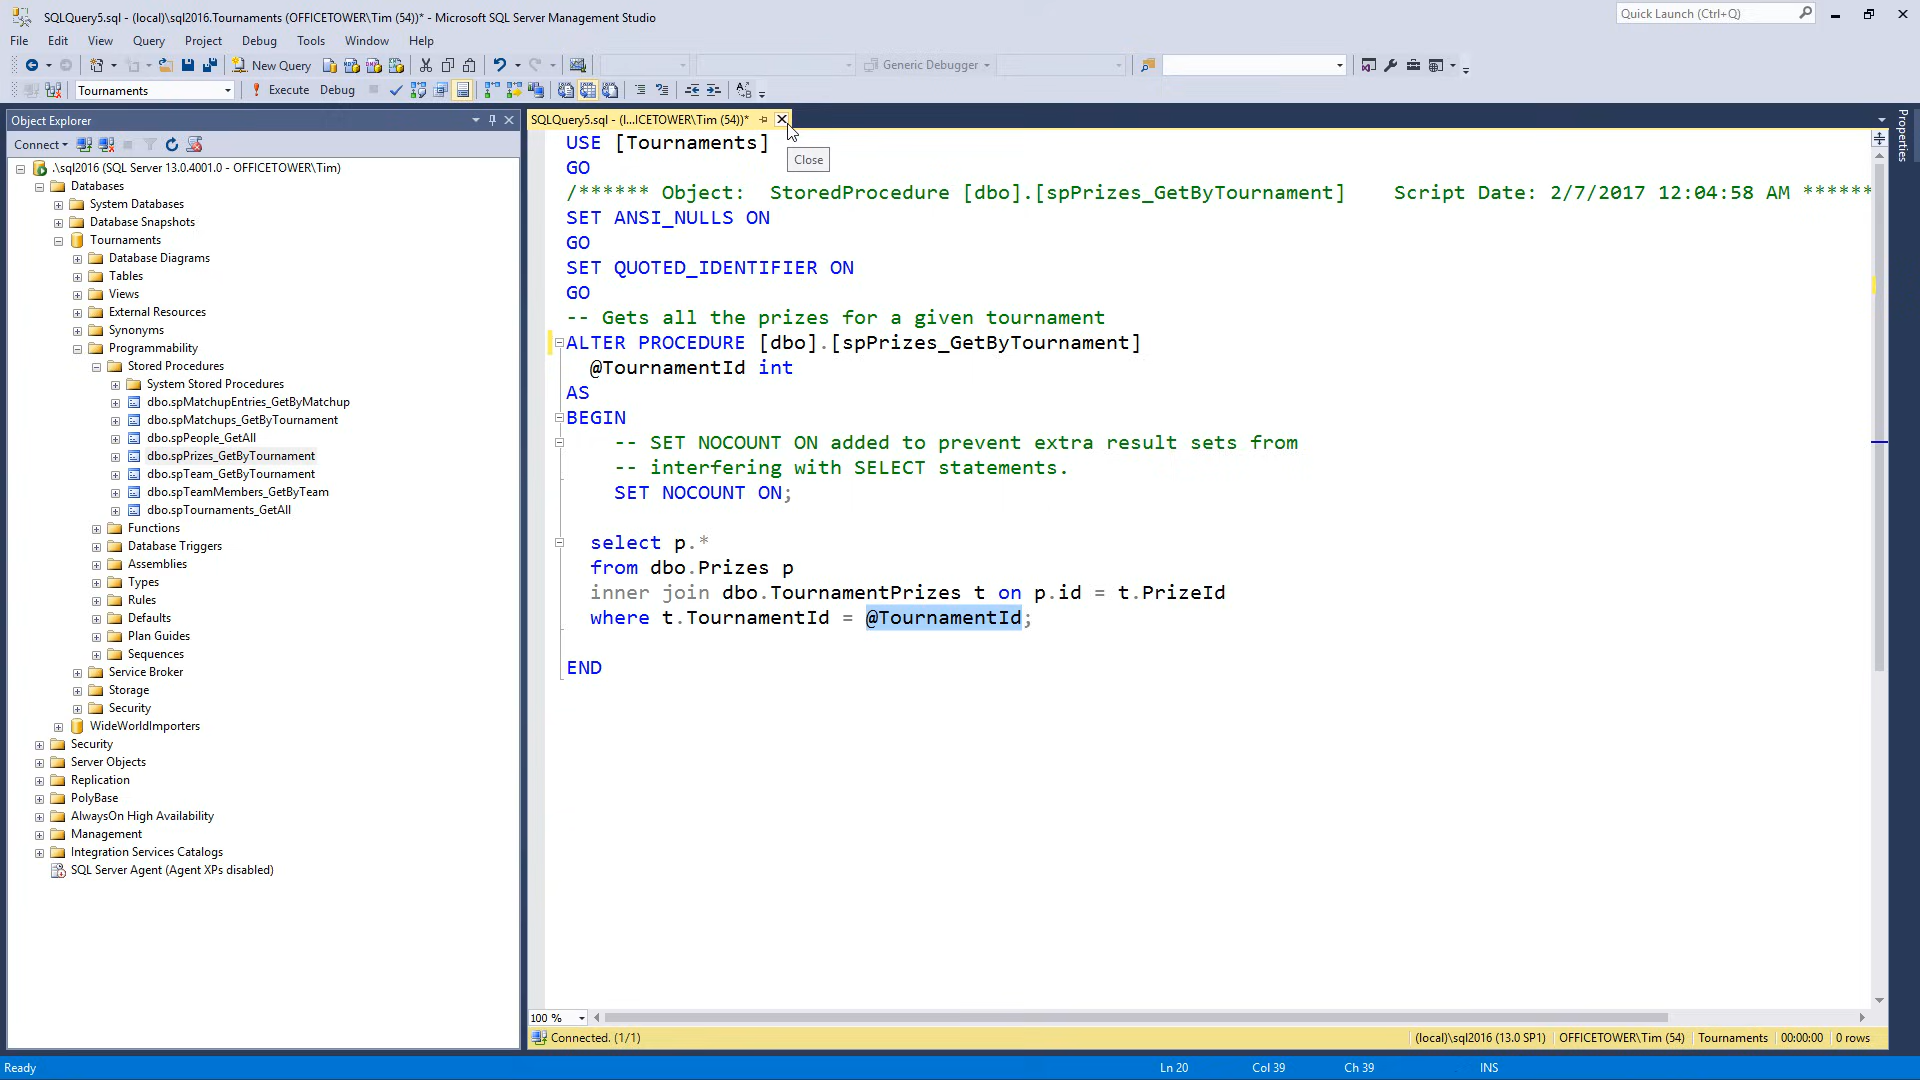 SQLQuery5.sql - (local)\sql2016.Tournaments (OFFICETOWER\Tim (54))* - Microsoft SQL Server Management Studio
Quick Launch (Ctrl+Q)
File Edit View Query Project Debug Tools Window Help
New Query
Generic Debugger
Tournaments
Execute Debug
Object Explorer
Connect
.\sql2016 (SQL Server 13.0.4001.0 - OFFICETOWER\Tim)
Databases
System Databases
Database Snapshots
Tournaments
Database Diagrams
Tables
Views
External Resources
Synonyms
Programmability
Stored Procedures
System Stored Procedures
dbo.spMatchupEntries_GetByMatchup
dbo.spMatchups_GetByTournament
dbo.spPeople_GetAll
dbo.spPrizes_GetByTournament
dbo.spTeam_GetByTournament
dbo.spTeamMembers_GetByTeam
dbo.spTournaments_GetAll
Functions
Database Triggers
Assemblies
Types
Rules
Defaults
Plan Guides
Sequences
Service Broker
Storage
Security
WideWorldImporters
Security
Server Objects
Replication
PolyBase
AlwaysOn High Availability
Management
Integration Services Catalogs
SQL Server Agent (Agent XPs disabled)
SQLQuery5.sql - (l...ICETOWER\Tim (54))*
Close
USE [Tournaments]
GO
/****** Object:  StoredProcedure [dbo].[spPrizes_GetByTournament]    Script Date: 2/7/2017 12:04:58 AM ******
SET ANSI_NULLS ON
GO
SET QUOTED_IDENTIFIER ON
GO
-- Gets all the prizes for a given tournament
ALTER PROCEDURE [dbo].[spPrizes_GetByTournament]
@TournamentId int
AS
BEGIN
-- SET NOCOUNT ON added to prevent extra result sets from
-- interfering with SELECT statements.
SET NOCOUNT ON;
select p.*
from dbo.Prizes p
inner join dbo.TournamentPrizes t on p.id = t.PrizeId
where t.TournamentId = @TournamentId;
END
Properties
100 %
Connected. (1/1)
(local)\sql2016 (13.0 SP1) OFFICETOWER\Tim (54) Tournaments 00:00:00 0 rows
Ready
Ln 20 Col 39 Ch 39 INS